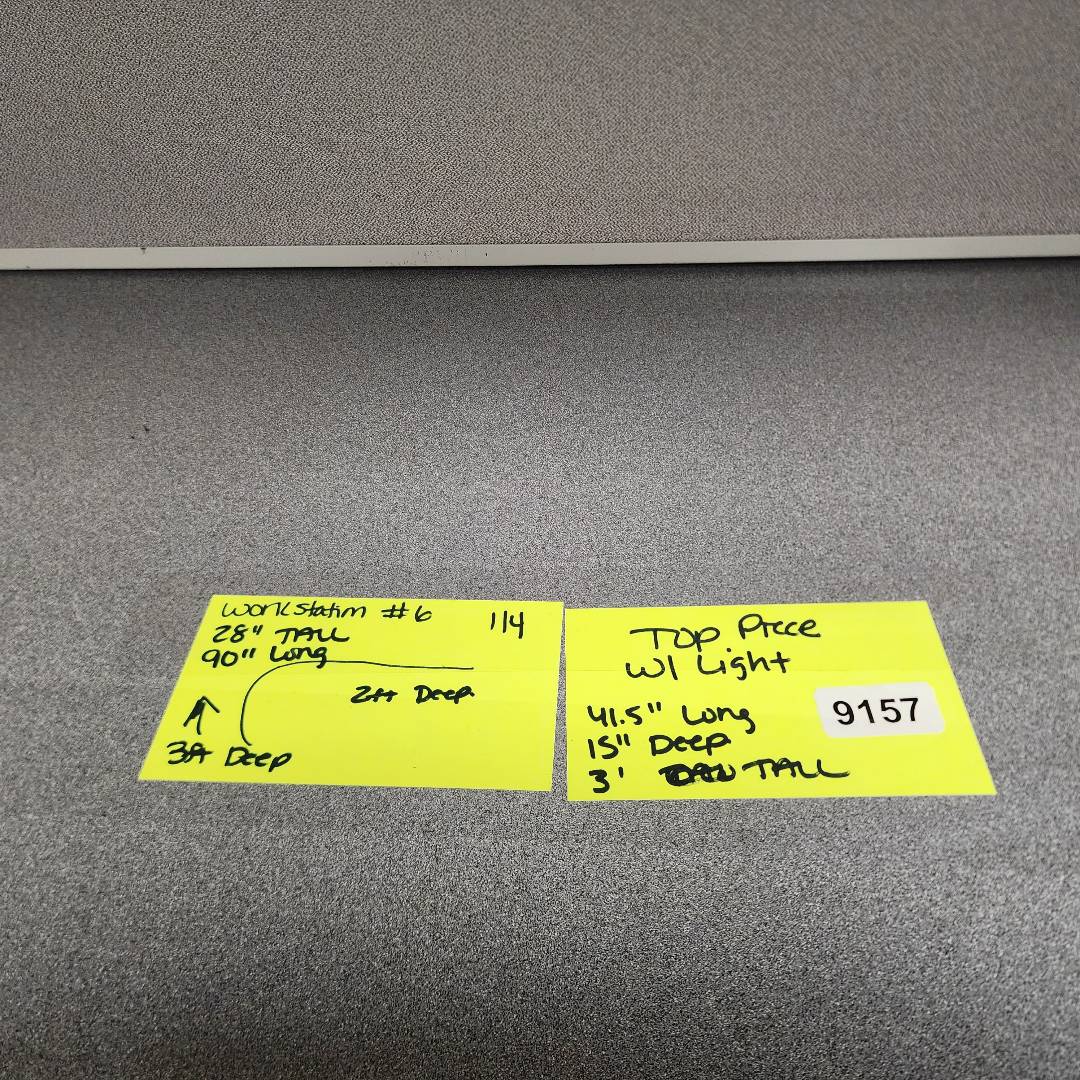 Workstation #6
1/4
28" TALL
90" Long
2ft Deep
3ft Deep
TOP Piece
w/ Light
41.5" Long
9157
15" Deep
3' TALL